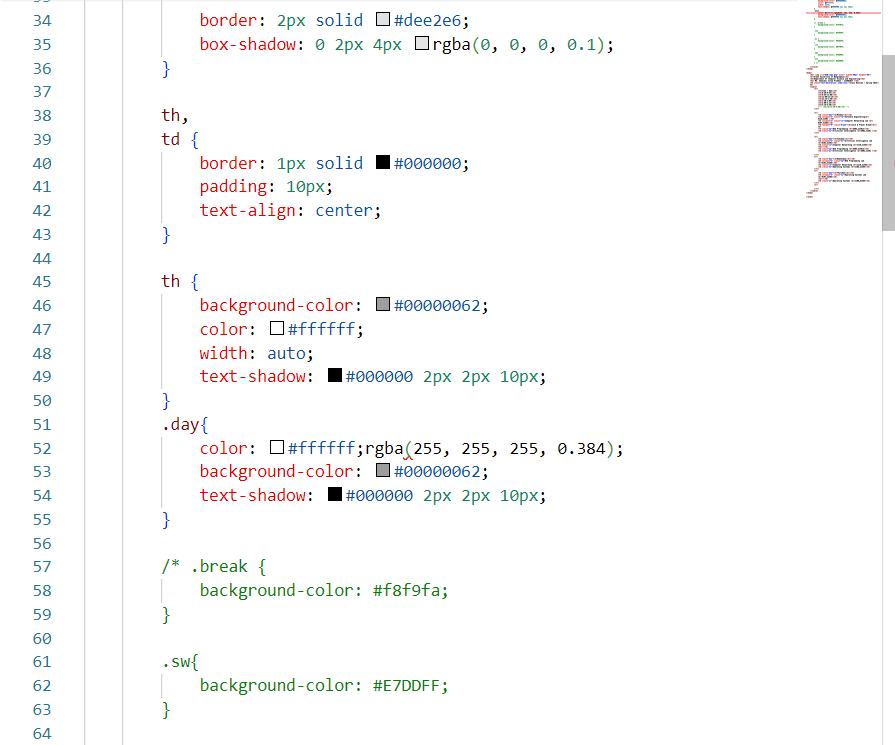 34 border: 2px solid #dee2e6;
35 box-shadow: 0 2px 4px rgba(0, 0, 0, 0.1);
36 }
37
38 th,
39 td {
40 border: 1px solid #000000;
41 padding: 10px;
42 text-align: center;
43 }
44
45 th {
46 background-color: #00000062;
47 color: #ffffff;
48 width: auto;
49 text-shadow: #000000 2px 2px 10px;
50 }
51 .day{
52 color: #ffffff;rgba(255, 255, 255, 0.384);
53 background-color: #00000062;
54 text-shadow: #000000 2px 2px 10px;
55 }
56
57 /* .break {
58 background-color: #f8f9fa;
59 }
60
61 .sw{
62 background-color: #E7DDFF;
63 }
64